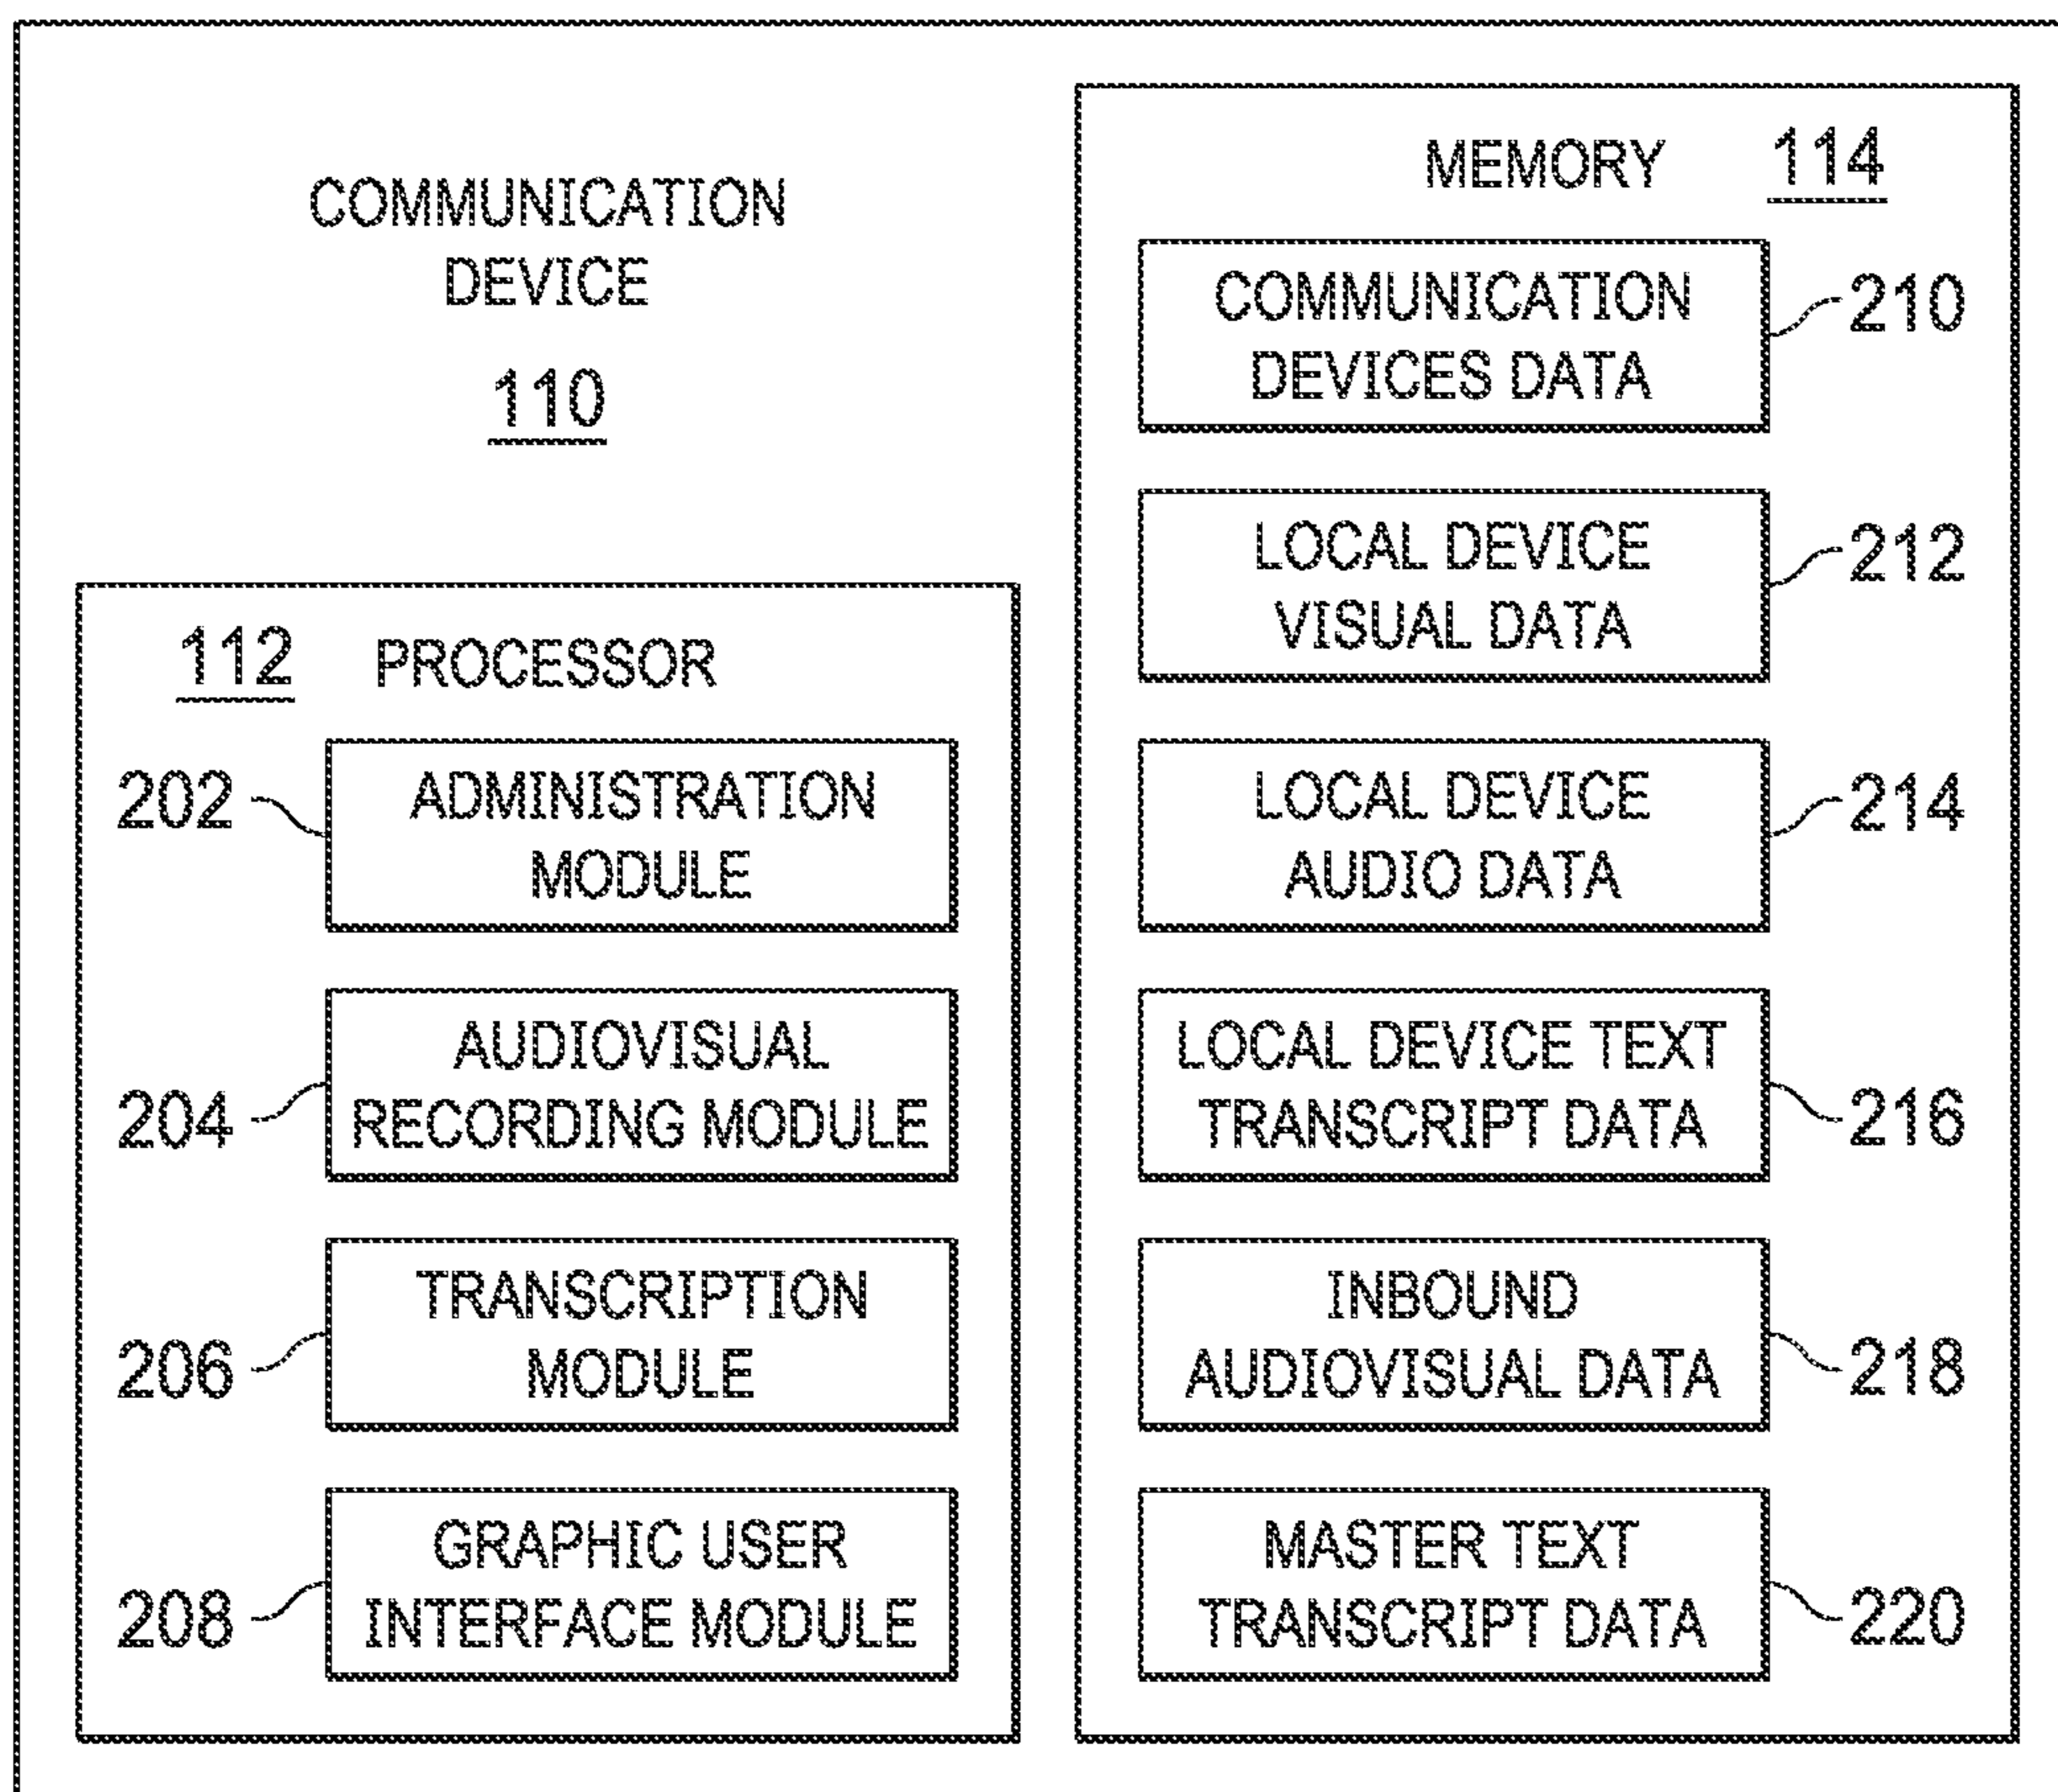 COMMUNICATION
DEVICE
110
112 PROCESSOR
202
ADMINISTRATION
MODULE
204
AUDIOVISUAL
RECORDING MODULE
206
TRANSCRIPTION
MODULE
208
GRAPHIC USER
INTERFACE MODULE
MEMORY 114
COMMUNICATION
DEVICES DATA
210
LOCAL DEVICE
VISUAL DATA
212
LOCAL DEVICE
AUDIO DATA
214
LOCAL DEVICE TEXT
TRANSCRIPT DATA
216
INBOUND
AUDIOVISUAL DATA
218
MASTER TEXT
TRANSCRIPT DATA
220